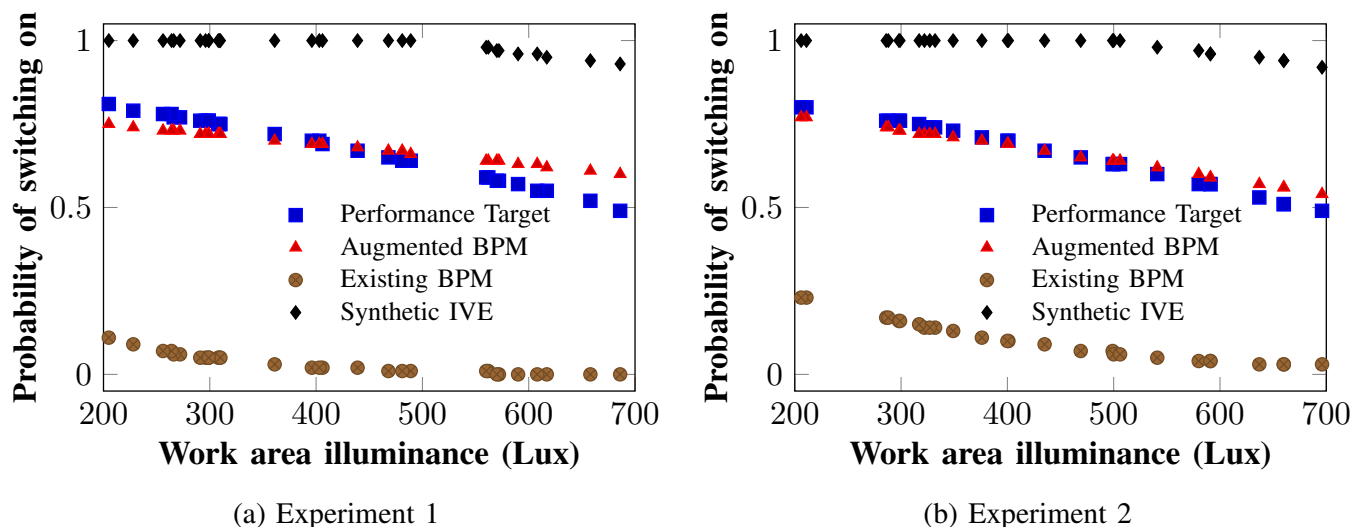 Probability of switching on
1
0.5
0
Performance Target
Augmented BPM
Existing BPM
Synthetic IVE
200 300 400 500 600 700
Work area illuminance (Lux)
(a) Experiment 1
Probability of switching on
1
0.5
0
Performance Target
Augmented BPM
Existing BPM
Synthetic IVE
200 300 400 500 600 700
Work area illuminance (Lux)
(b) Experiment 2